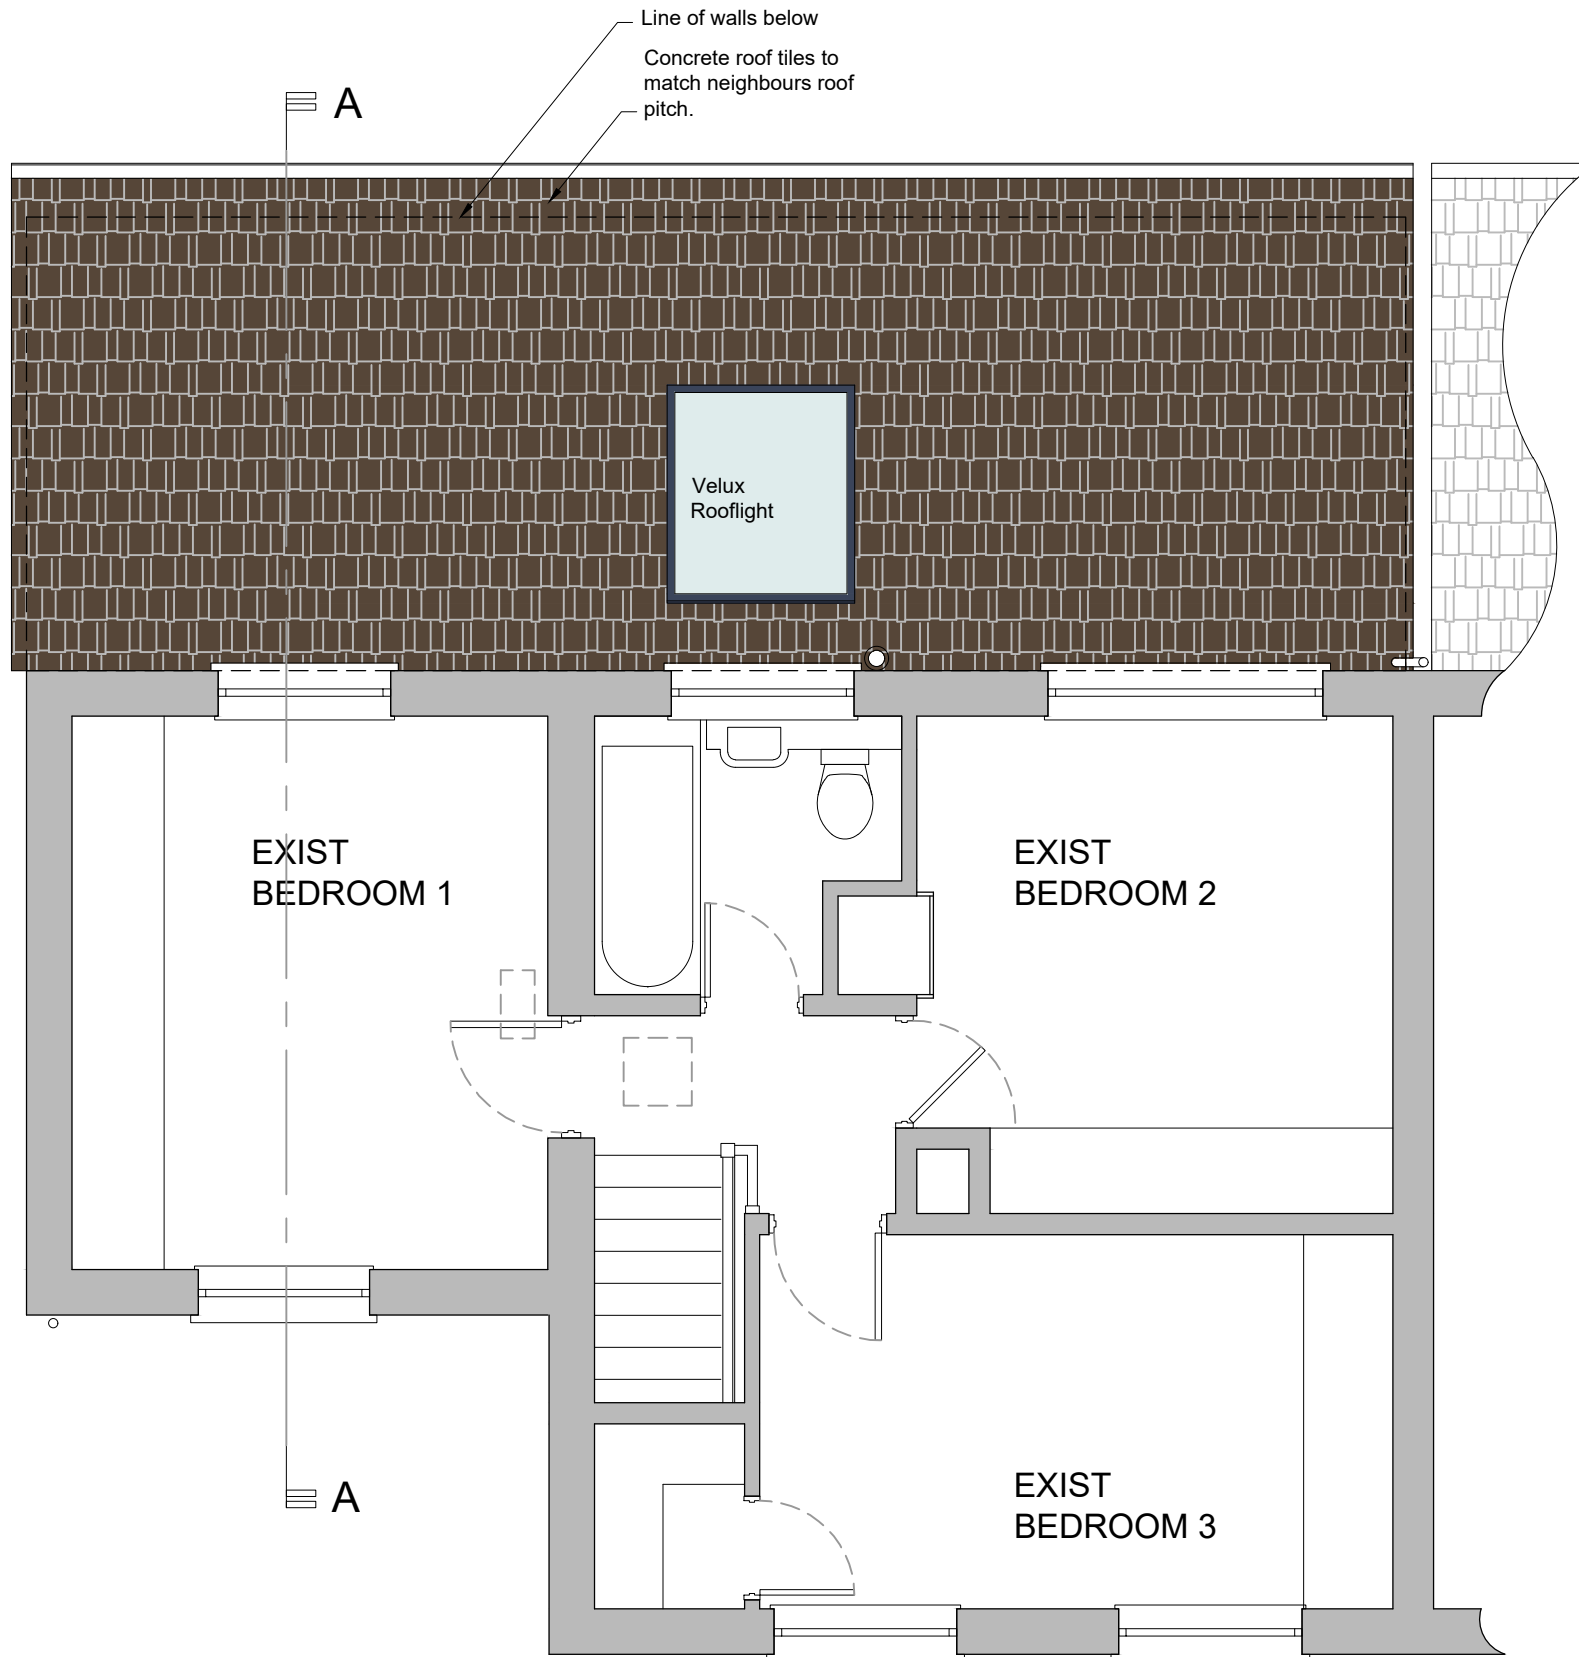 Line of walls below
Concrete roof tiles to
match neighbours roof
pitch.
A
Velux
Rooflight
EXIST
BEDROOM 1
EXIST
BEDROOM 2
A
EXIST
BEDROOM 3